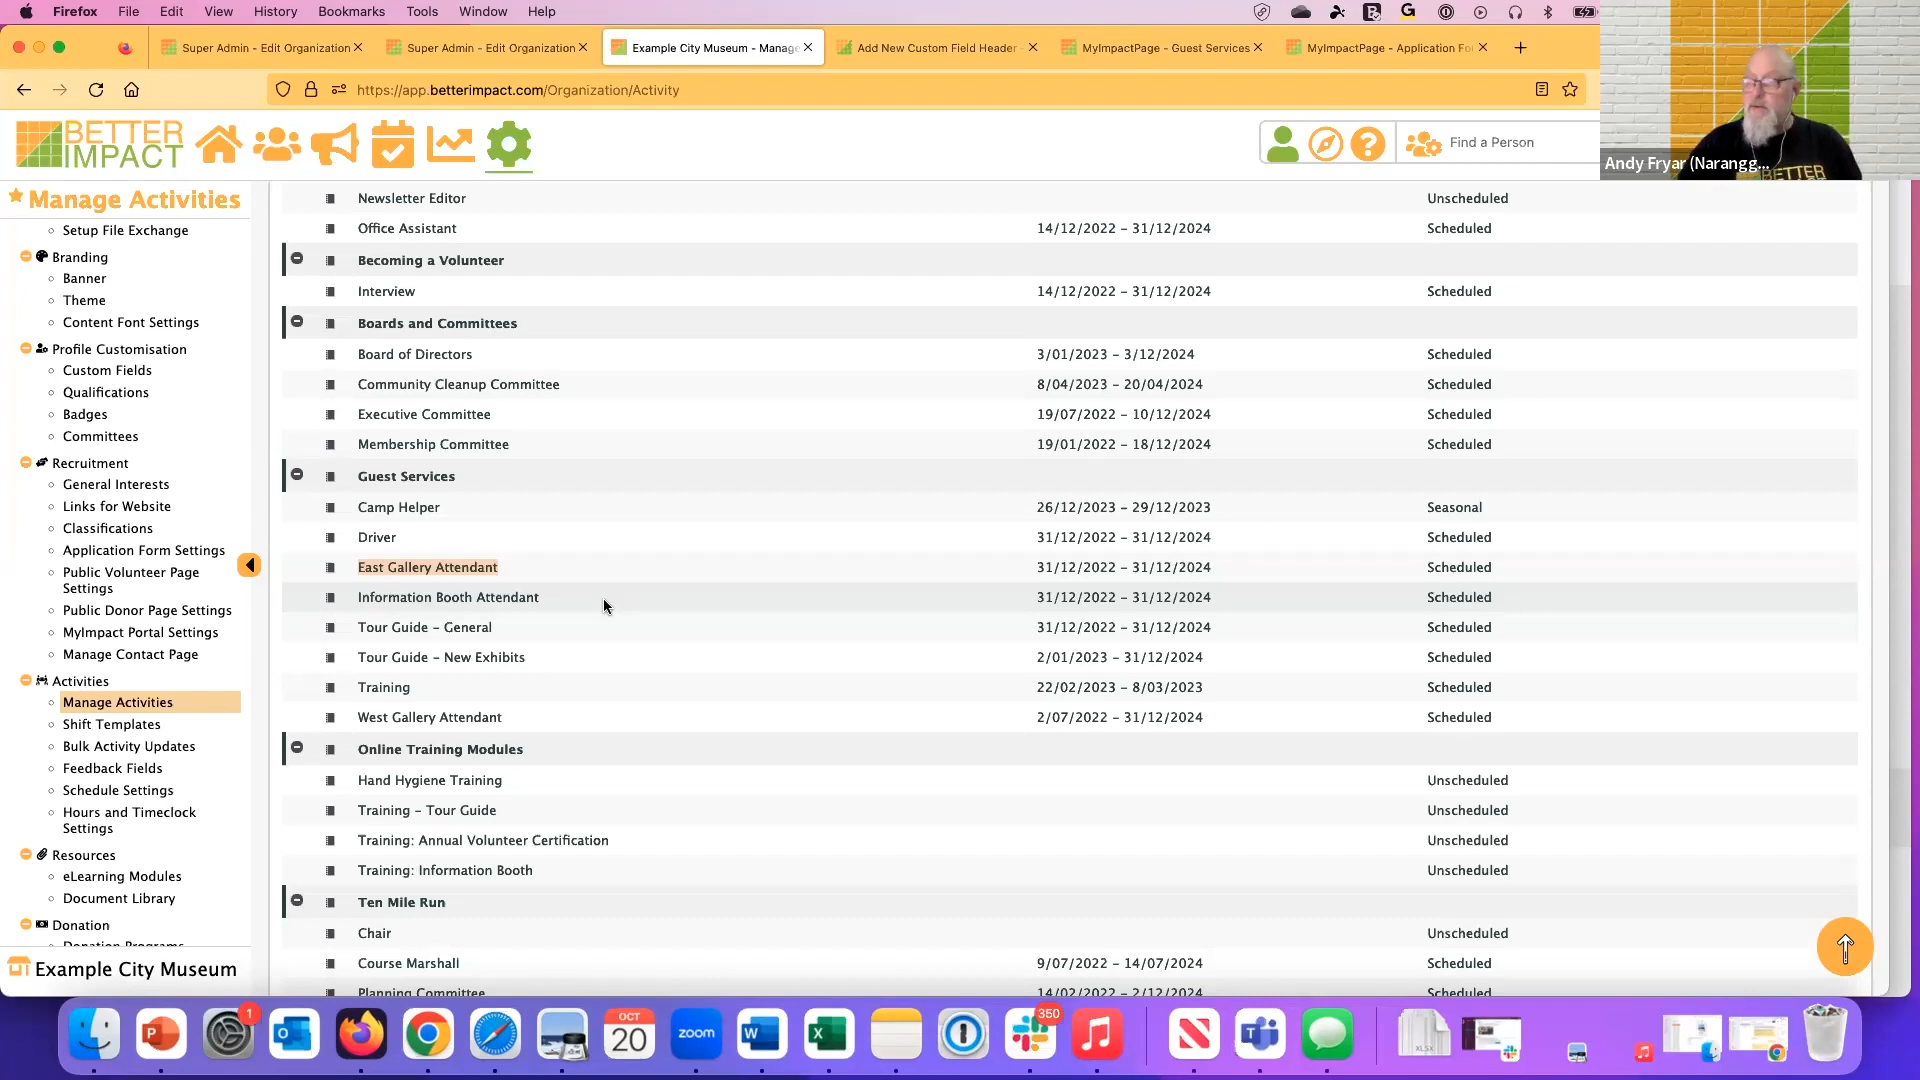 Firefox File Edit View History Bookmarks Tools Window Help
Super Admin - Edit Organization
Super Admin - Edit Organization
Example City Museum - Manage
Add New Custom Field Header
MyImpactPage - Guest Services
MyImpactPage - Application Fo
https://app.betterimpact.com/Organization/Activity
BETTER
IMPACT
Find a Person
Andy Fryar (Narangg...
BETTER
Manage Activities
Setup File Exchange
Branding
Banner
Theme
Content Font Settings
Profile Customisation
Custom Fields
Qualifications
Badges
Committees
Recruitment
General Interests
Links for Website
Classifications
Application Form Settings
Public Volunteer Page
Settings
Public Donor Page Settings
MyImpact Portal Settings
Manage Contact Page
Activities
Manage Activities
Shift Templates
Bulk Activity Updates
Feedback Fields
Schedule Settings
Hours and Timeclock
Settings
Resources
eLearning Modules
Document Library
Donation
Donation Programs
Example City Museum
Newsletter Editor Unscheduled
Office Assistant 14/12/2022 - 31/12/2024 Scheduled
Becoming a Volunteer
Interview 14/12/2022 - 31/12/2024 Scheduled
Boards and Committees
Board of Directors 3/01/2023 - 3/12/2024 Scheduled
Community Cleanup Committee 8/04/2023 - 20/04/2024 Scheduled
Executive Committee 19/07/2022 - 10/12/2024 Scheduled
Membership Committee 19/01/2022 - 18/12/2024 Scheduled
Guest Services
Camp Helper 26/12/2023 - 29/12/2023 Seasonal
Driver 31/12/2022 - 31/12/2024 Scheduled
East Gallery Attendant 31/12/2022 - 31/12/2024 Scheduled
Information Booth Attendant 31/12/2022 - 31/12/2024 Scheduled
Tour Guide - General 31/12/2022 - 31/12/2024 Scheduled
Tour Guide - New Exhibits 2/01/2023 - 31/12/2024 Scheduled
Training 22/02/2023 - 8/03/2023 Scheduled
West Gallery Attendant 2/07/2022 - 31/12/2024 Scheduled
Online Training Modules
Hand Hygiene Training Unscheduled
Training - Tour Guide Unscheduled
Training: Annual Volunteer Certification Unscheduled
Training: Information Booth Unscheduled
Ten Mile Run
Chair Unscheduled
Course Marshall 9/07/2022 - 14/07/2024 Scheduled
Planning Committee 14/02/2022 - 2/12/2024 Scheduled
1
OCT
20
zoom
350
XLSX